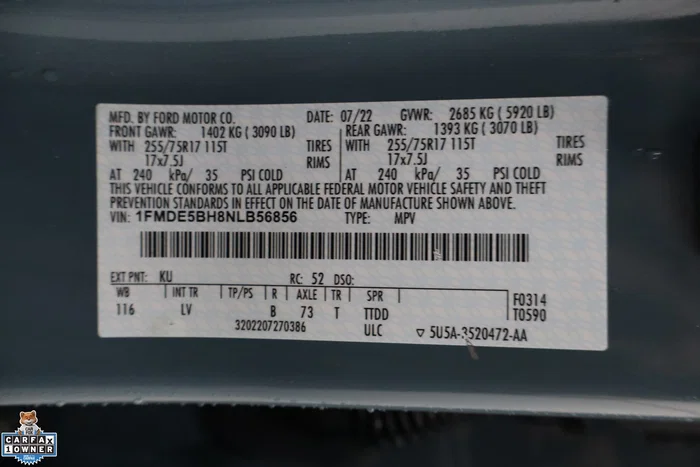 MFD. BY FORD MOTOR CO. DATE: 07/22 GVWR: 2685 KG ( 5920 LB)
FRONT GAWR: 1402 KG ( 3090 LB) REAR GAWR: 1393 KG ( 3070 LB)
WITH 255/75R17 115T TIRES WITH 255/75R17 115T TIRES
17x7.5J RIMS 17x7.5J RIMS
AT 240 kPa/ 35 PSI COLD AT 240 kPa/ 35 PSI COLD
THIS VEHICLE CONFORMS TO ALL APPLICABLE FEDERAL MOTOR VEHICLE SAFETY AND THEFT
PREVENTION STANDARDS IN EFFECT ON THE DATE OF MANUFACTURE SHOWN ABOVE.
VIN: 1FMDE5BH8NLB56856 TYPE: MPV
EXT PNT: KU RC: 52 DSO:
WB INT TR TP/PS R AXLE TR SPR F0314
116 LV B 73 T TTDD T0590
3202207270386 ULC ▽ 5U5A-3520472-AA
CARFAX
1 OWNER